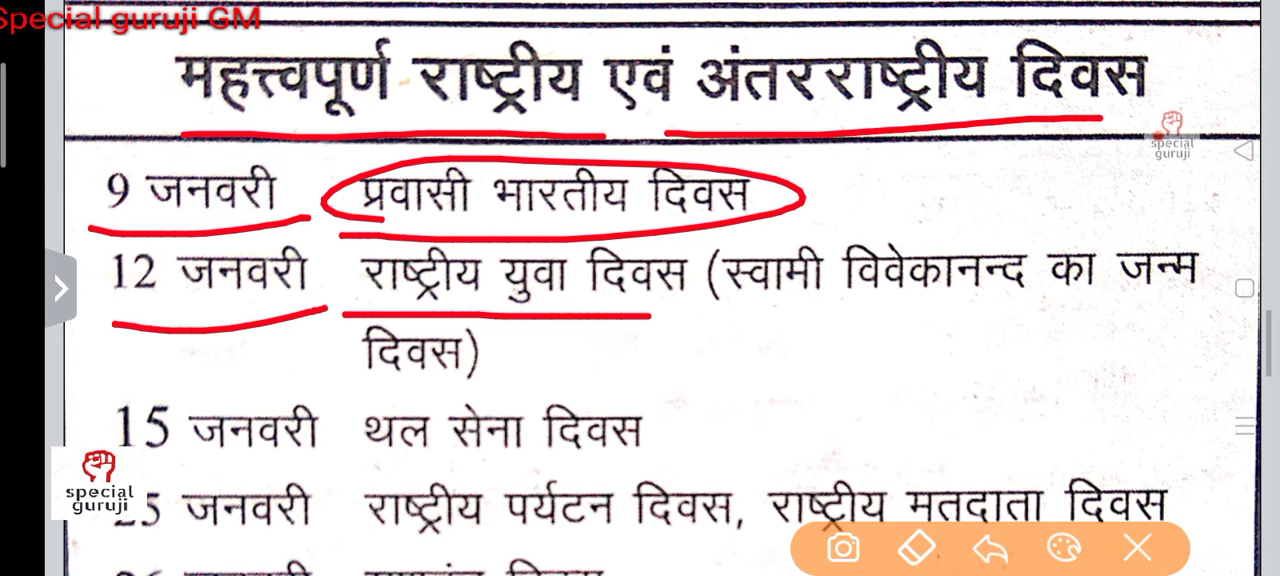 Special guruji GM
महत्त्वपूर्ण राष्ट्रीय एवं अंतरराष्ट्रीय दिवस
special
guruji
9 जनवरी प्रवासी भारतीय दिवस
12 जनवरी राष्ट्रीय युवा दिवस (स्वामी विवेकानन्द का जन्म
दिवस)
15 जनवरी थल सेना दिवस
special
guruji
25 जनवरी राष्ट्रीय पर्यटन दिवस, राष्ट्रीय मतदाता दिवस